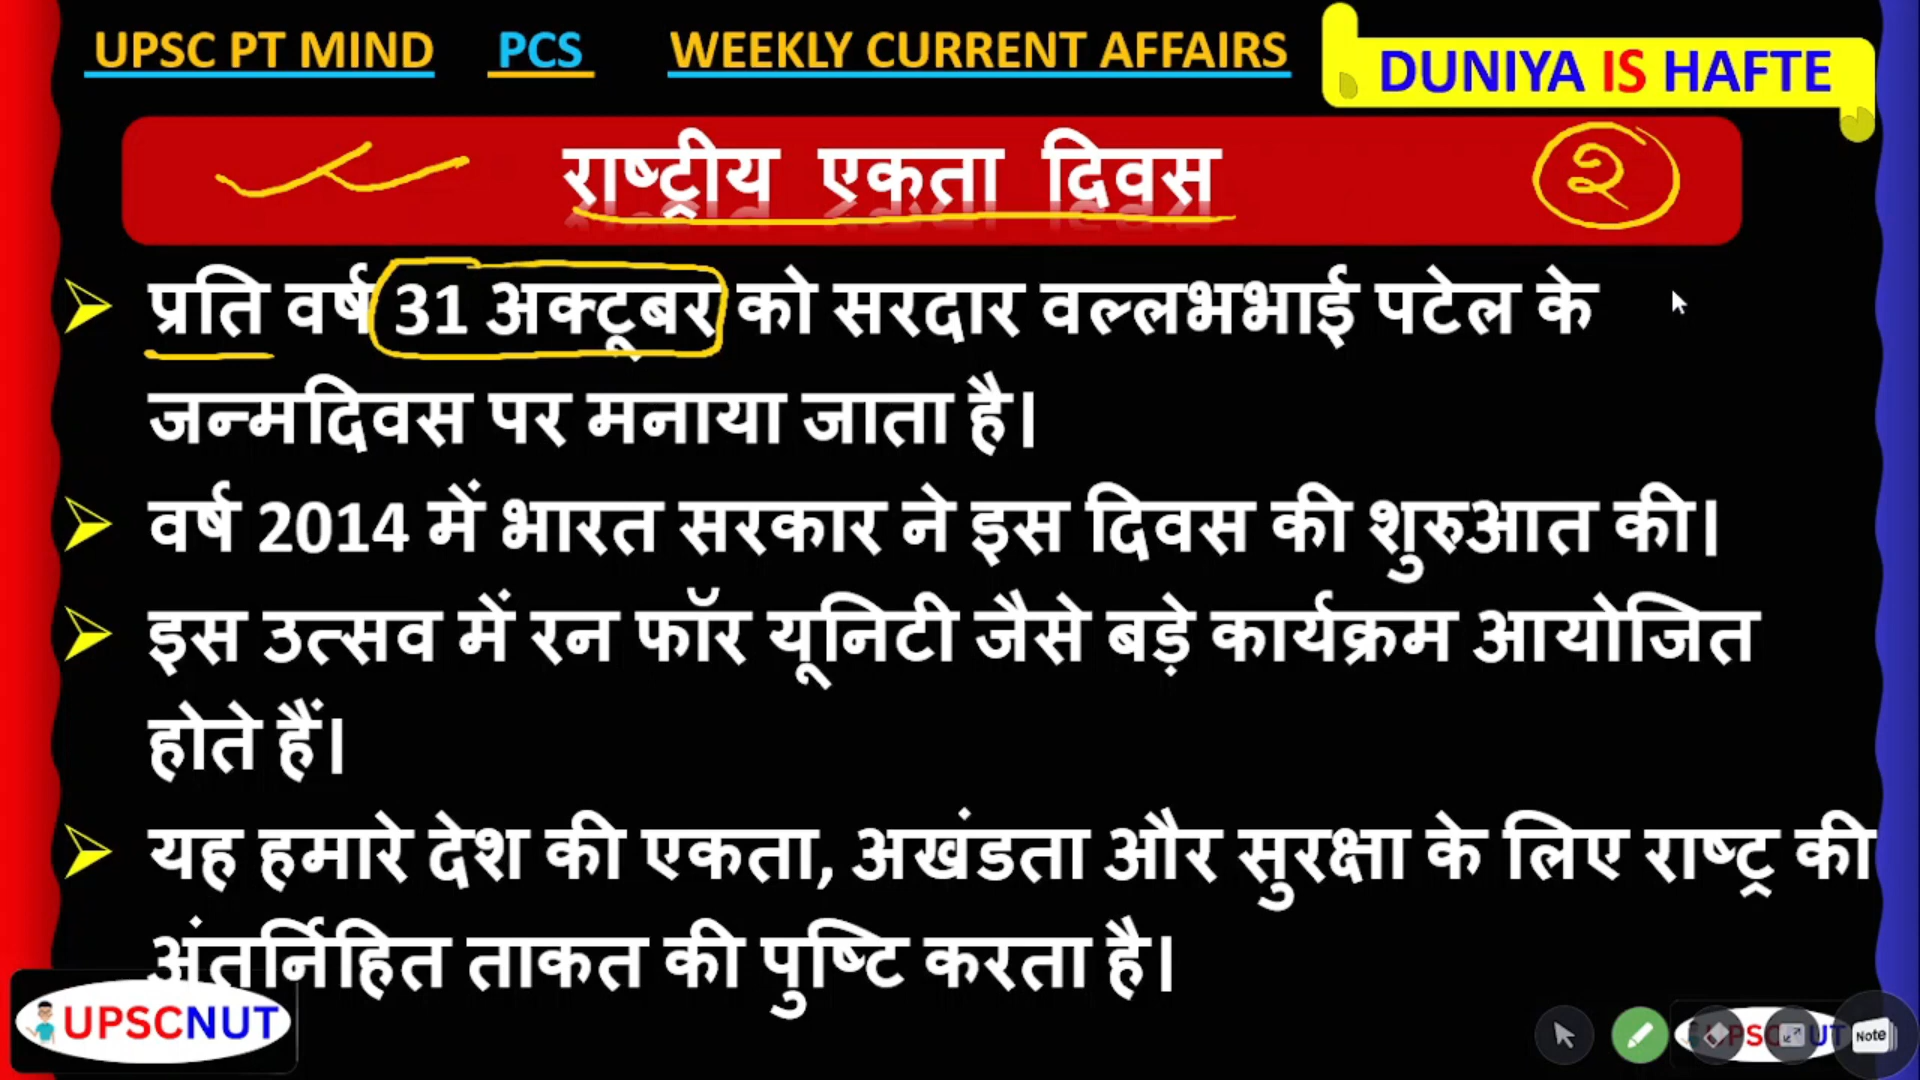 UPSC PT MIND PCS WEEKLY CURRENT AFFAIRS DUNIYA IS HAFTE
राष्ट्रीय एकता दिवस २
प्रति वर्ष 31 अक्टूबर को सरदार वल्लभभाई पटेल के
जन्मदिवस पर मनाया जाता है।
वर्ष 2014 में भारत सरकार ने इस दिवस की शुरुआत की।
इस उत्सव में रन फॉर यूनिटी जैसे बड़े कार्यक्रम आयोजित
होते हैं।
यह हमारे देश की एकता, अखंडता और सुरक्षा के लिए राष्ट्र की
अंतर्निहित ताकत की पुष्टि करता है।
UPSCNUT
Note